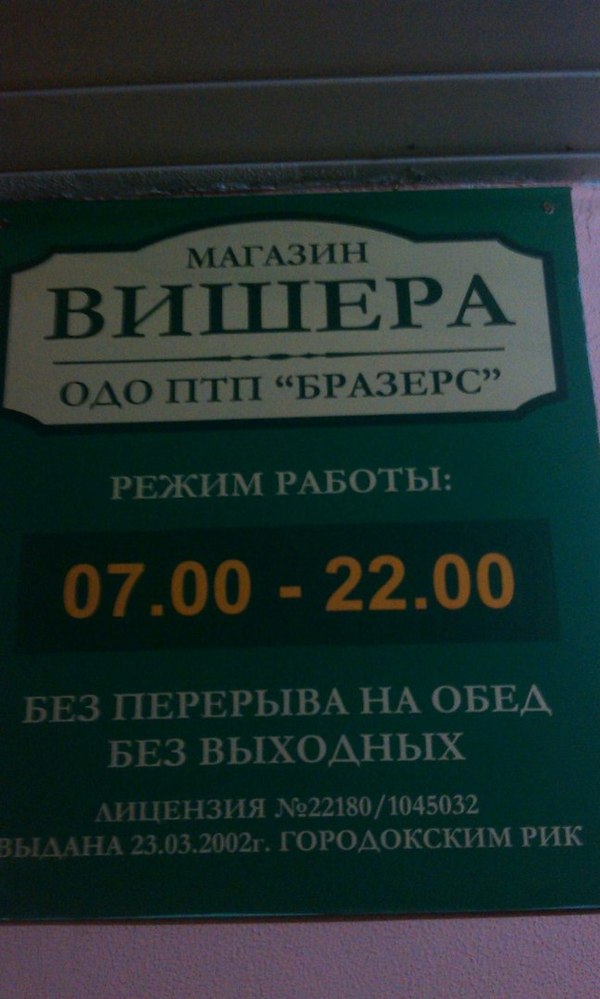 МАГАЗИН
ВИШЕРА
ОДО ПТП “БРАЗЕРС”
РЕЖИМ РАБОТЫ:
07.00 - 22.00
БЕЗ ПЕРЕРЫВА НА ОБЕД
БЕЗ ВЫХОДНЫХ
ЛИЦЕНЗИЯ №22180/1045032
ВЫДАНА 23.03.2002г. ГОРОДОКСКИМ РИК